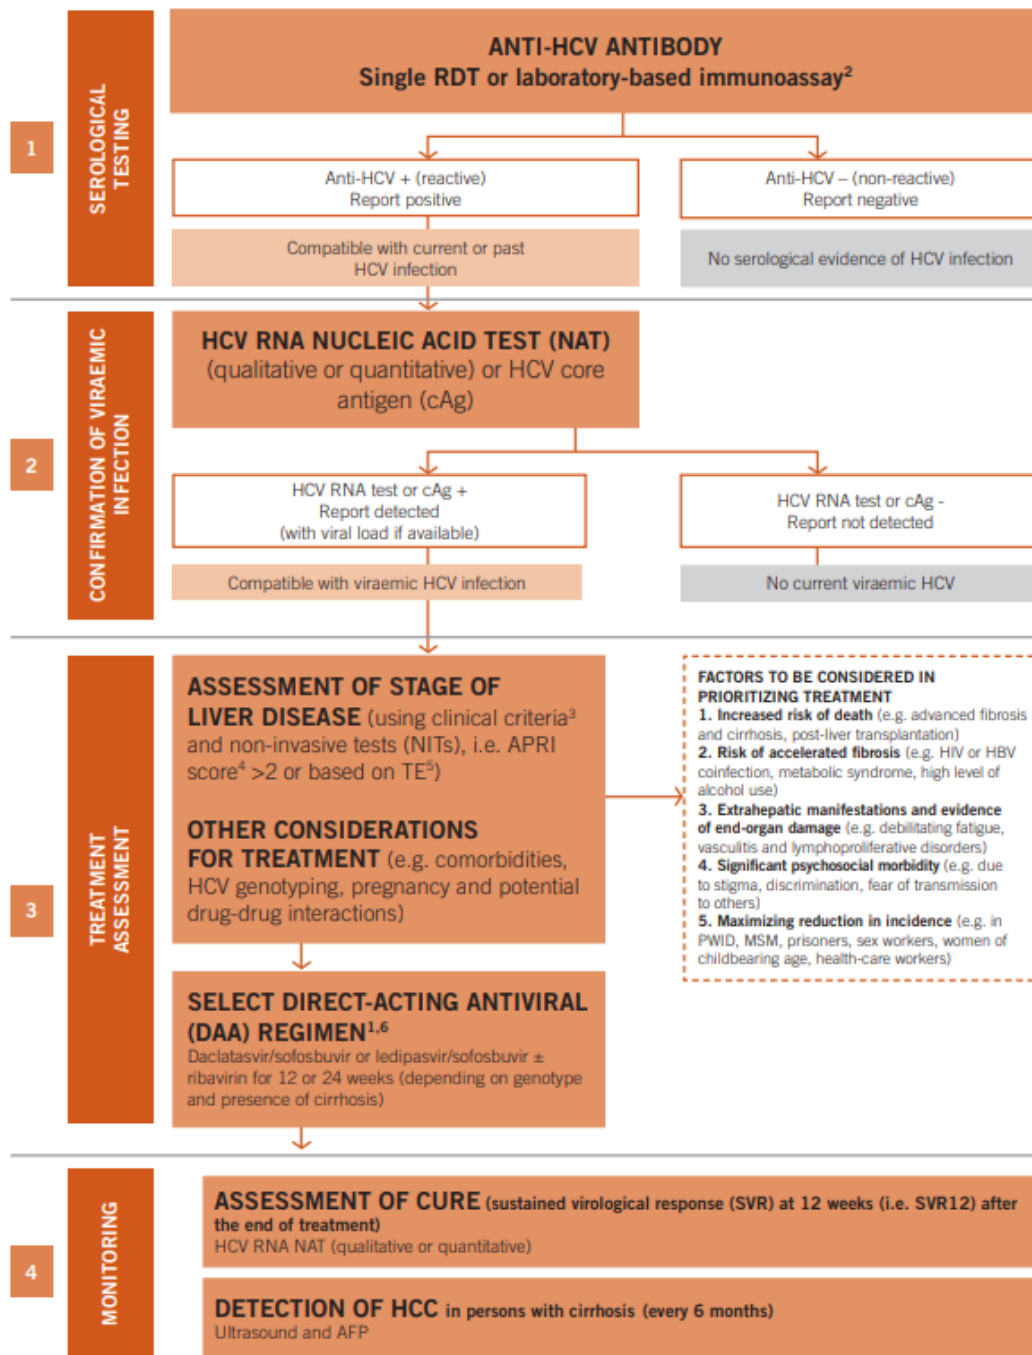 1
SEROLOGICAL
TESTING
ANTI-HCV ANTIBODY
Single RDT or laboratory-based immunoassay²
Anti-HCV + (reactive)
Report positive
Anti-HCV – (non-reactive)
Report negative
Compatible with current or past
HCV infection
No serological evidence of HCV infection
2
CONFIRMATION OF VIRAEMIC
INFECTION
HCV RNA NUCLEIC ACID TEST (NAT)
(qualitative or quantitative) or HCV core
antigen (cAg)
HCV RNA test or cAg +
Report detected
(with viral load if available)
HCV RNA test or cAg -
Report not detected
Compatible with viraemic HCV infection
No current viraemic HCV
3
TREATMENT
ASSESSMENT
ASSESSMENT OF STAGE OF
LIVER DISEASE (using clinical criteria³
and non-invasive tests (NITs), i.e. APRI
score⁴ >2 or based on TE⁵)
OTHER CONSIDERATIONS
FOR TREATMENT (e.g. comorbidities,
HCV genotyping, pregnancy and potential
drug-drug interactions)
FACTORS TO BE CONSIDERED IN
PRIORITIZING TREATMENT
1. Increased risk of death (e.g. advanced fibrosis
and cirrhosis, post-liver transplantation)
2. Risk of accelerated fibrosis (e.g. HIV or HBV
coinfection, metabolic syndrome, high level of
alcohol use)
3. Extrahepatic manifestations and evidence
of end-organ damage (e.g. debilitating fatigue,
vasculitis and lymphoproliferative disorders)
4. Significant psychosocial morbidity (e.g. due
to stigma, discrimination, fear of transmission
to others)
5. Maximizing reduction in incidence (e.g. in
PWID, MSM, prisoners, sex workers, women of
childbearing age, health-care workers)
SELECT DIRECT-ACTING ANTIVIRAL
(DAA) REGIMEN¹,⁶
Daclatasvir/sofosbuvir or ledipasvir/sofosbuvir ±
ribavirin for 12 or 24 weeks (depending on genotype
and presence of cirrhosis)
4
MONITORING
ASSESSMENT OF CURE (sustained virological response (SVR) at 12 weeks (i.e. SVR12) after
the end of treatment)
HCV RNA NAT (qualitative or quantitative)
DETECTION OF HCC in persons with cirrhosis (every 6 months)
Ultrasound and AFP